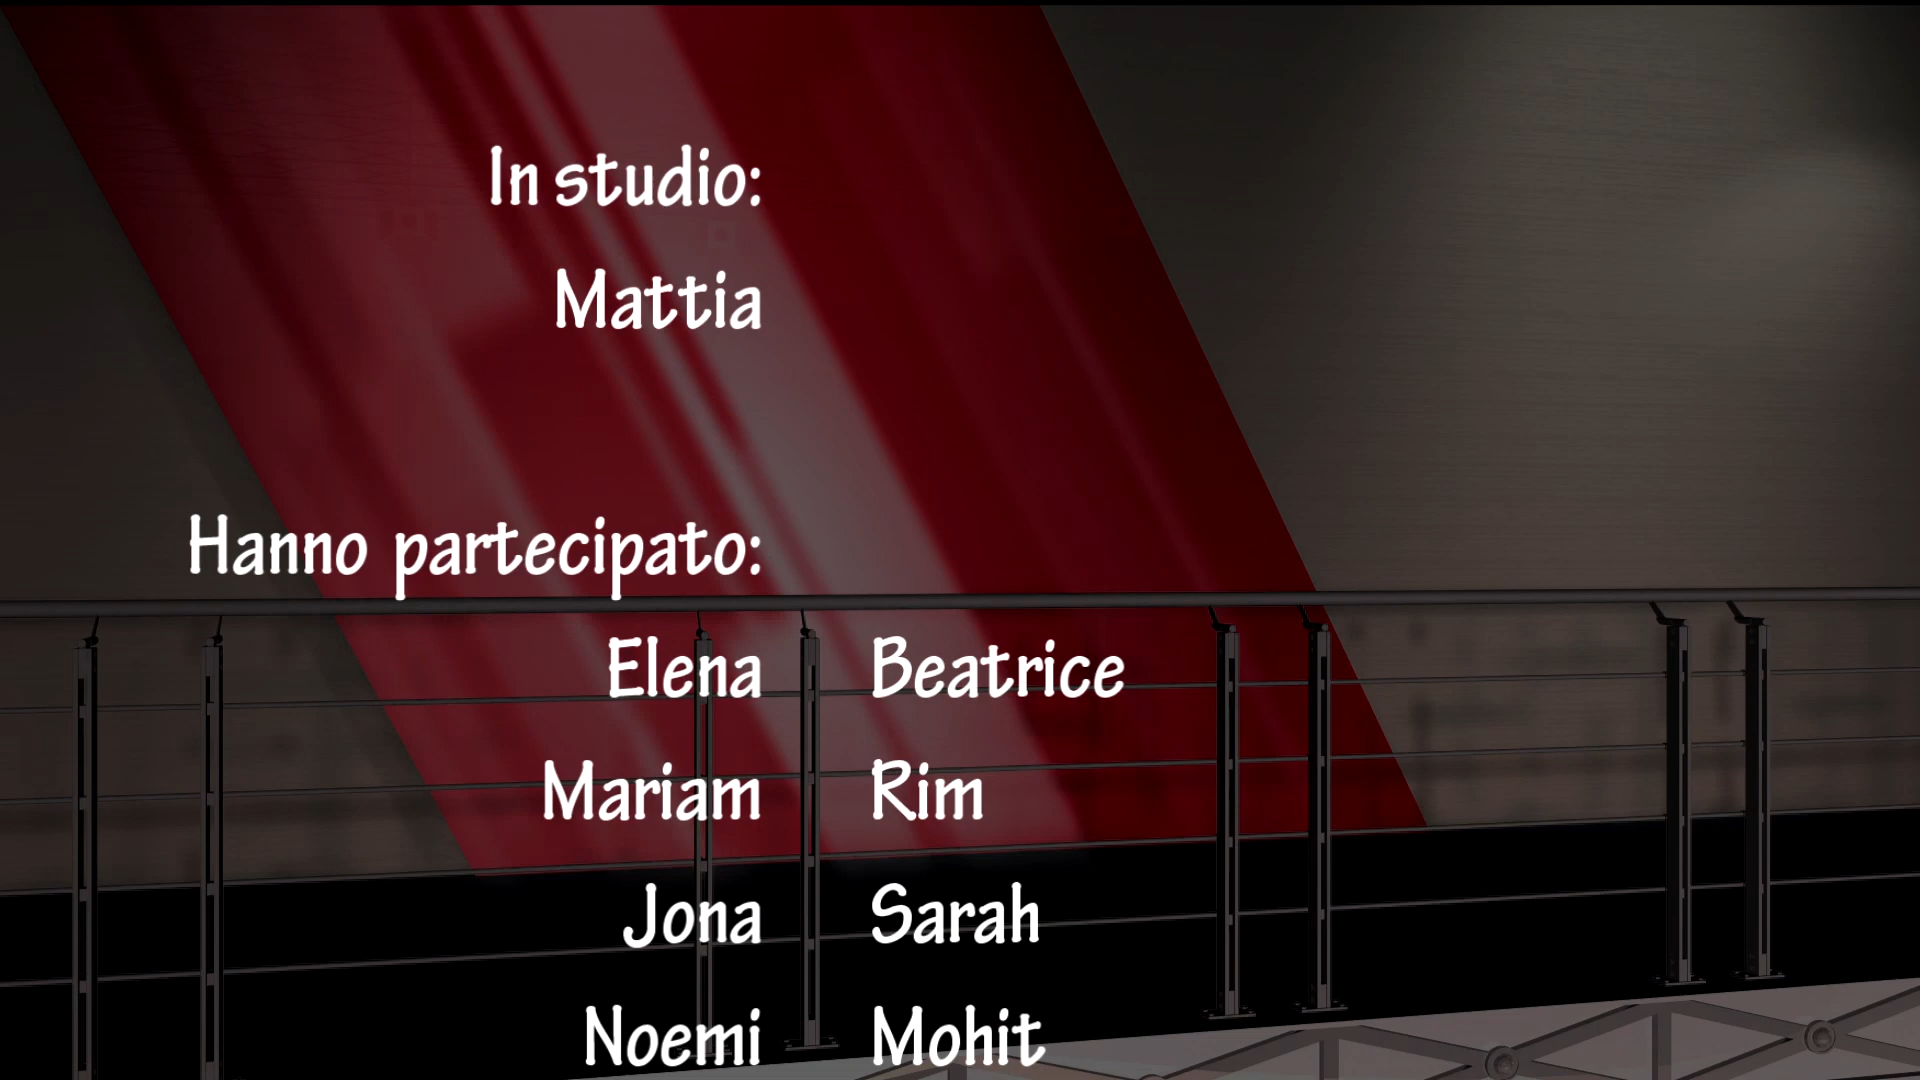 In studio:
Mattia
Hanno partecipato:
Elena Beatrice
Mariam Rim
Jona Sarah
Noemi Mohit